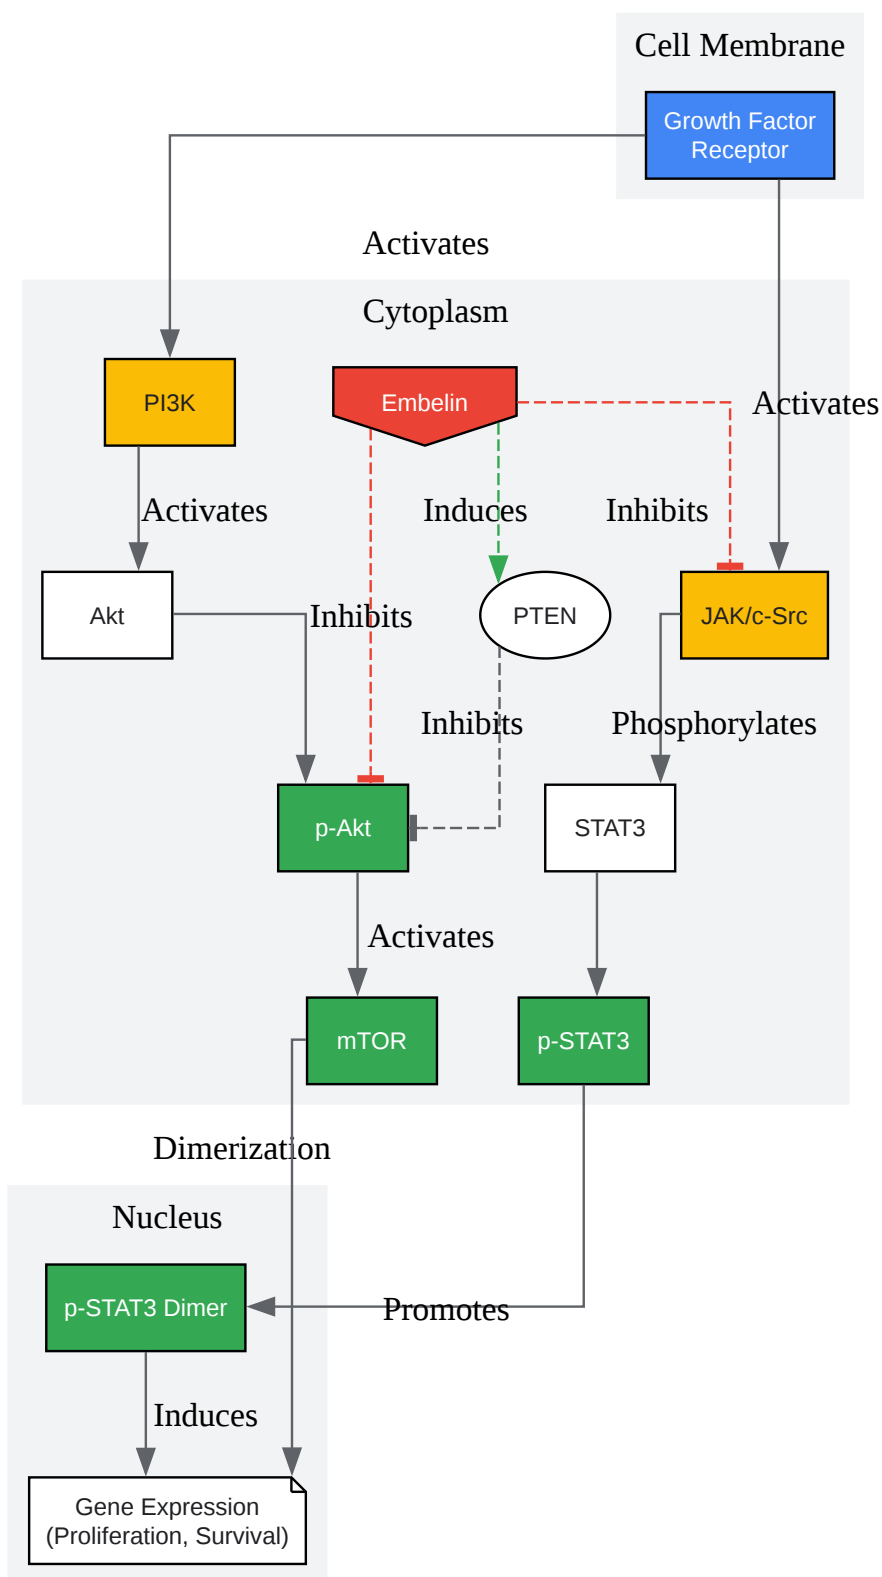 Cell Membrane
Growth Factor
Receptor
Activates
Cytoplasm
PI3K
Embelin
Activates
Activates
Induces
Inhibits
Akt
Inhibits
PTEN
JAK/c-Src
Inhibits
Phosphorylates
p-Akt
STAT3
Activates
mTOR
p-STAT3
Dimerization
Nucleus
p-STAT3 Dimer
Promotes
Induces
Gene Expression
(Proliferation, Survival)